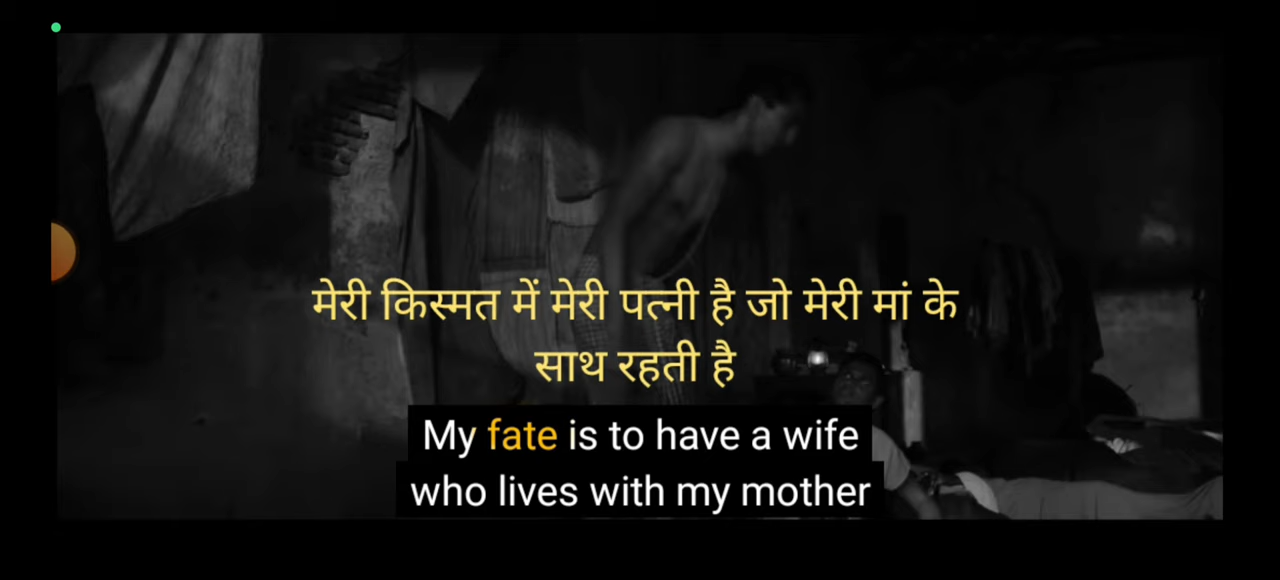 मेरी किस्मत में मेरी पत्नी है जो मेरी मां के
साथ रहती है
My fate is to have a wife
who lives with my mother